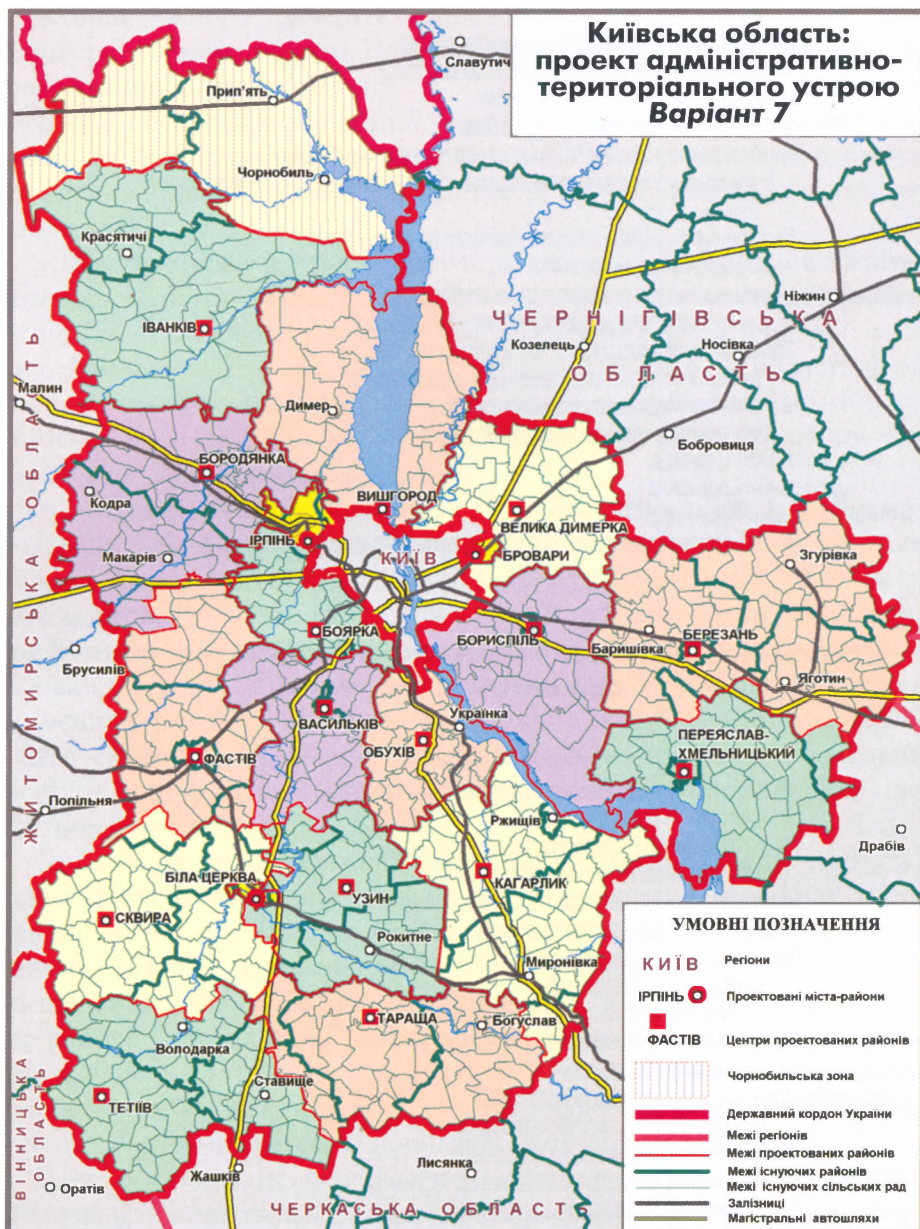 Київська область:
проект адміністративно-
територіального устрою
Варіант 7
Славутич
Прип'ять
Чорнобиль
Красятичі
ІВАНКІВ
Ніжин
ЧЕРНІГІВСЬКА
Козелець
Носівка
ОБЛАСТЬ
Малин
Димер
Бобровиця
БОРОДЯНКА
Кодра
ВИШГОРОД
ВЕЛИКА ДИМЕРКА
ІРПІНЬ
КИЇВ
БРОВАРИ
Макарів
Згурівка
ЖИТОМИРСЬКА ОБЛАСТЬ
БОЯРКА
БОРИСПІЛЬ
БЕРЕЗАНЬ
Баришівка
Брусилів
Яготин
ВАСИЛЬКІВ
Українка
ОБУХІВ
ПЕРЕЯСЛАВ-
ХМЕЛЬНИЦЬКИЙ
ФАСТІВ
Попільня
Ржищів
Драбів
БІЛА ЦЕРКВА
КАГАРЛИК
УЗИН
СКВИРА
Рокитне
Миронівка
ТАРАЩА
Богуслав
Володарка
Ставище
ТЕТІЇВ
ВІННИЦЬКА
ОБЛАСТЬ
Жашків
Лисянка
Оратів
ЧЕРКАСЬКА ОБЛАСТЬ
УМОВНІ ПОЗНАЧЕННЯ
КИЇВ Регіони
ІРПІНЬ Проектовані міста-райони
ФАСТІВ Центри проектованих районів
Чорнобильська зона
Державний кордон України
Межі регіонів
Межі проектованих районів
Межі існуючих районів
Межі існуючих сільських рад
Залізниці
Магістральні автошляхи